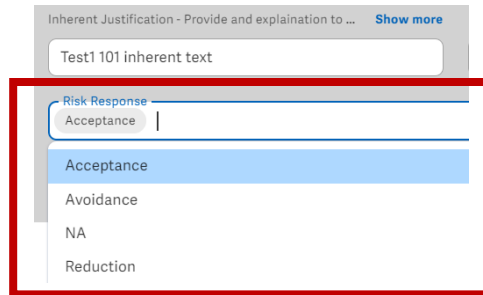 Inherent Justification - Provide and explaination to ... Show more
Test1 101 inherent text
Risk Response
Acceptance
Acceptance
Avoidance
NA
Reduction